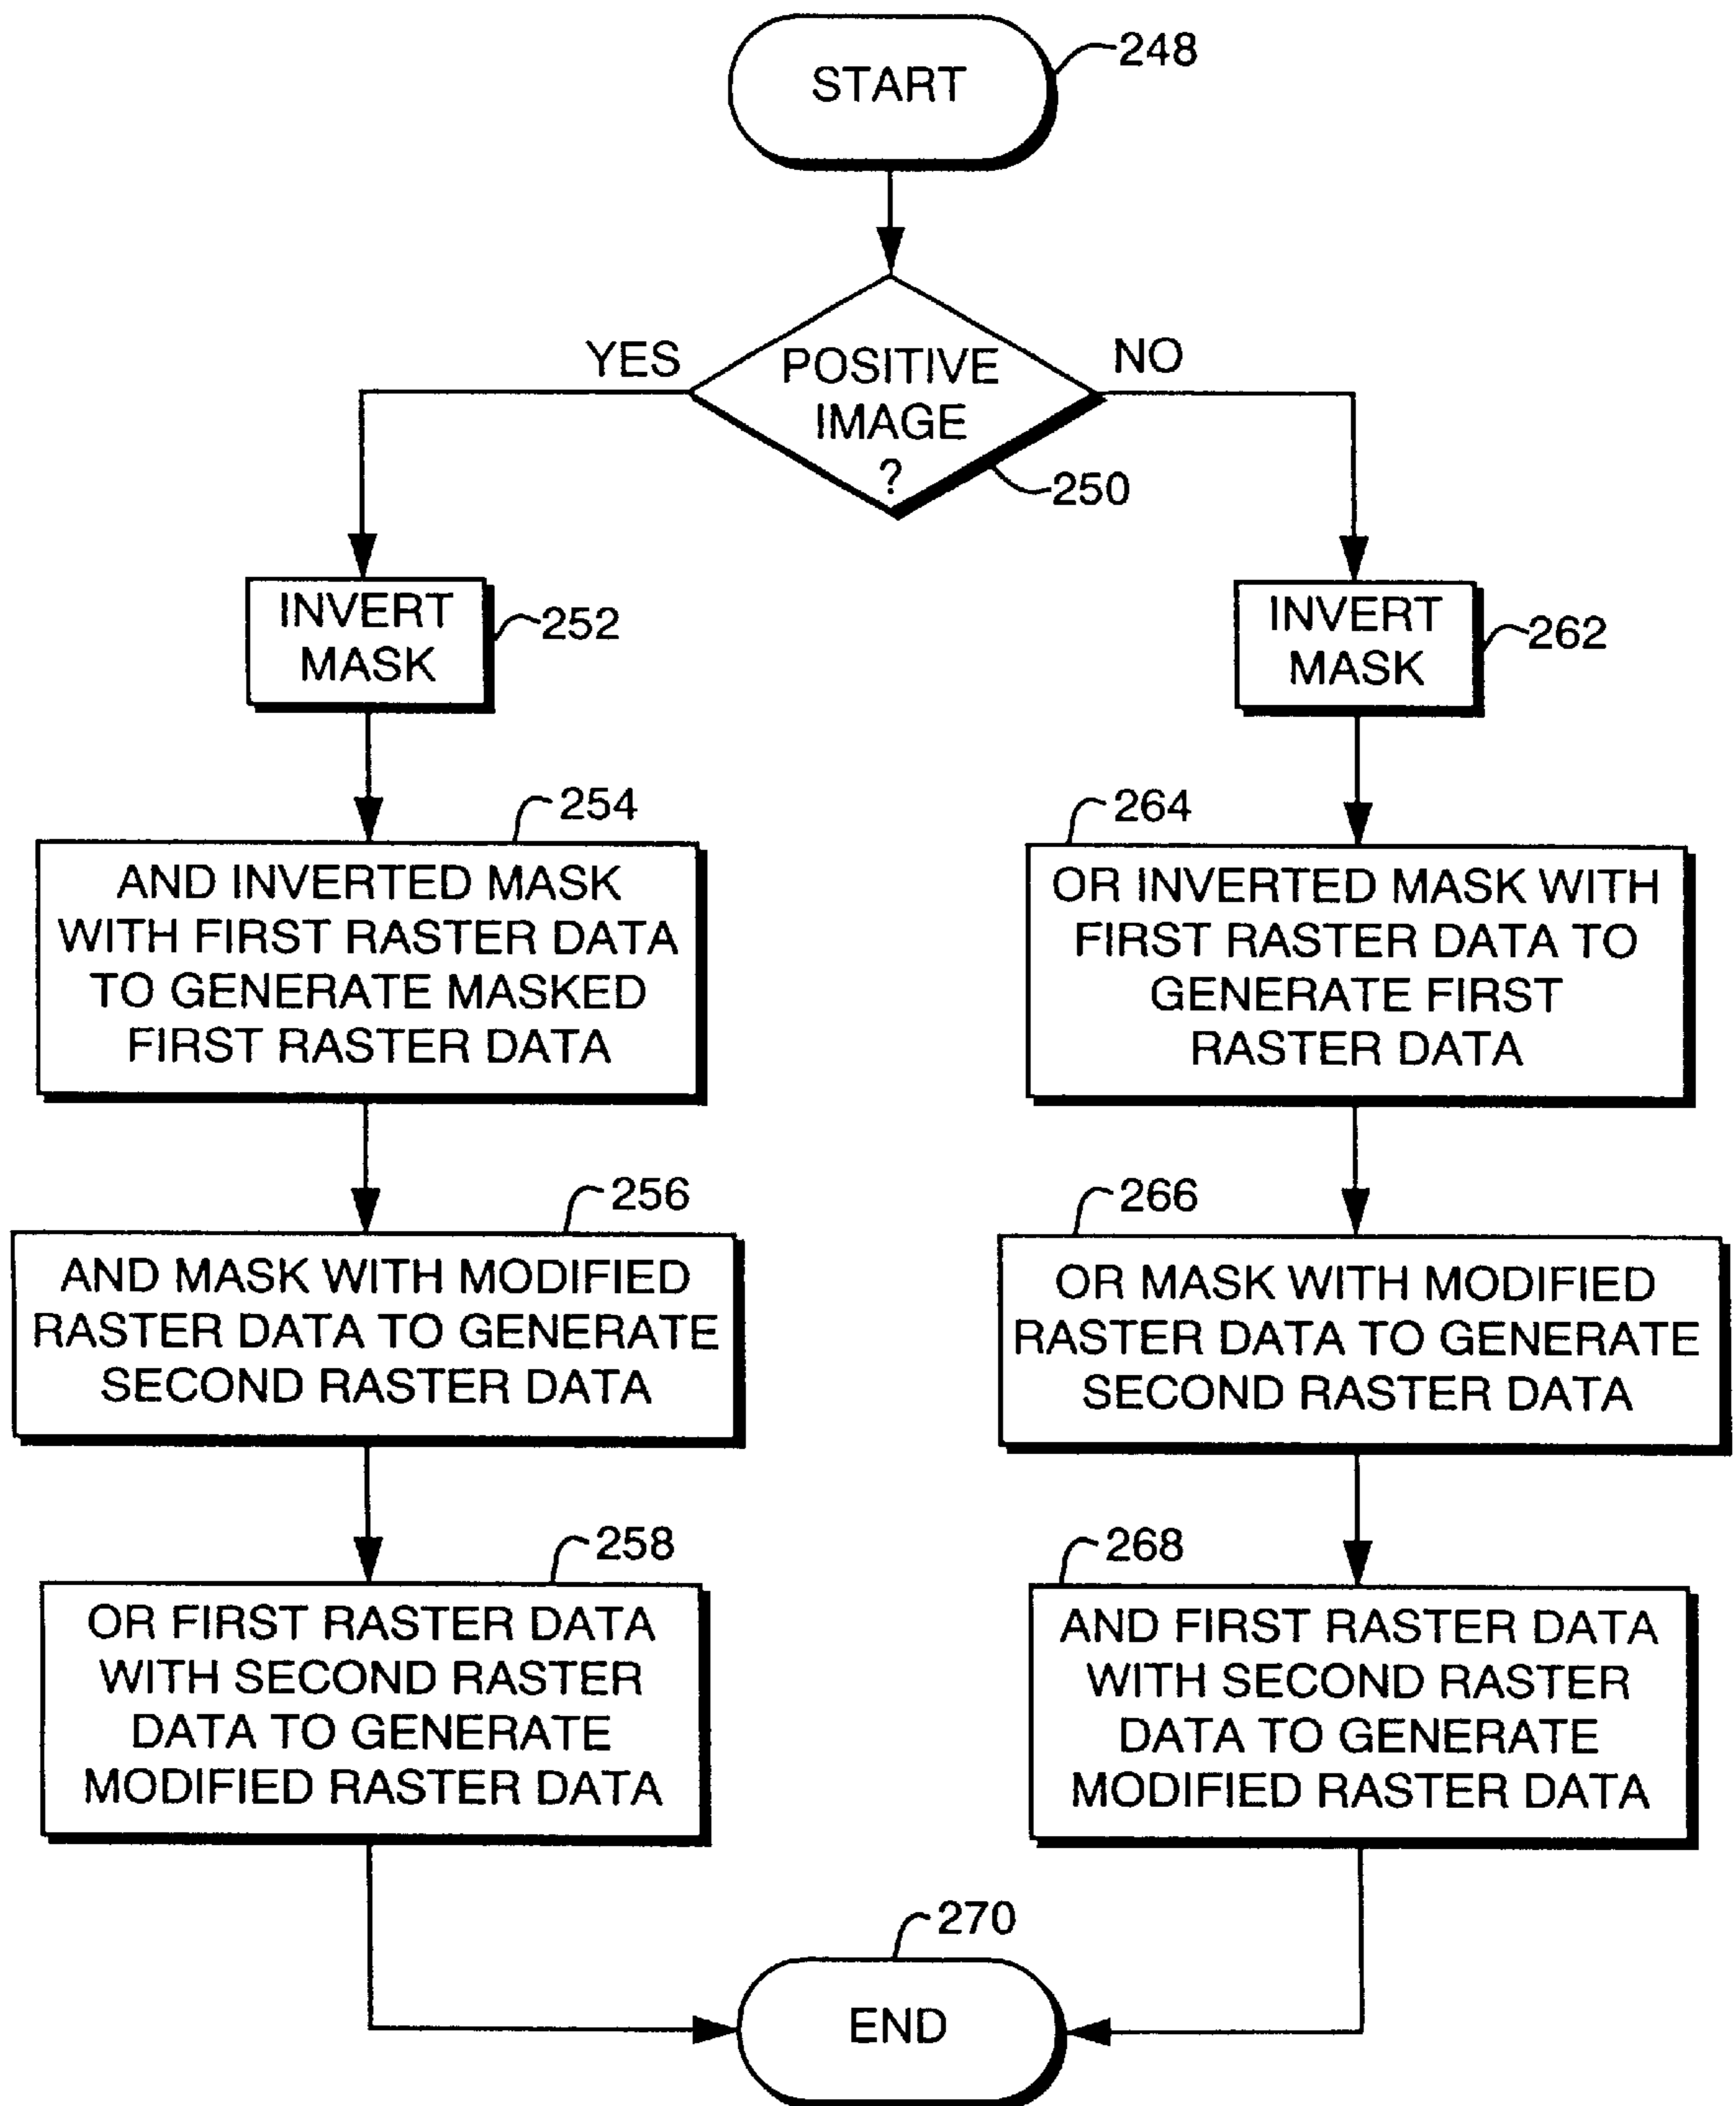 START
248
POSITIVE
IMAGE
?
YES
NO
250
INVERT
MASK
252
INVERT
MASK
262
254
AND INVERTED MASK
WITH FIRST RASTER DATA
TO GENERATE MASKED
FIRST RASTER DATA
264
OR INVERTED MASK WITH
FIRST RASTER DATA TO
GENERATE FIRST
RASTER DATA
256
AND MASK WITH MODIFIED
RASTER DATA TO GENERATE
SECOND RASTER DATA
266
OR MASK WITH MODIFIED
RASTER DATA TO GENERATE
SECOND RASTER DATA
258
OR FIRST RASTER DATA
WITH SECOND RASTER
DATA TO GENERATE
MODIFIED RASTER DATA
268
AND FIRST RASTER DATA
WITH SECOND RASTER
DATA TO GENERATE
MODIFIED RASTER DATA
270
END